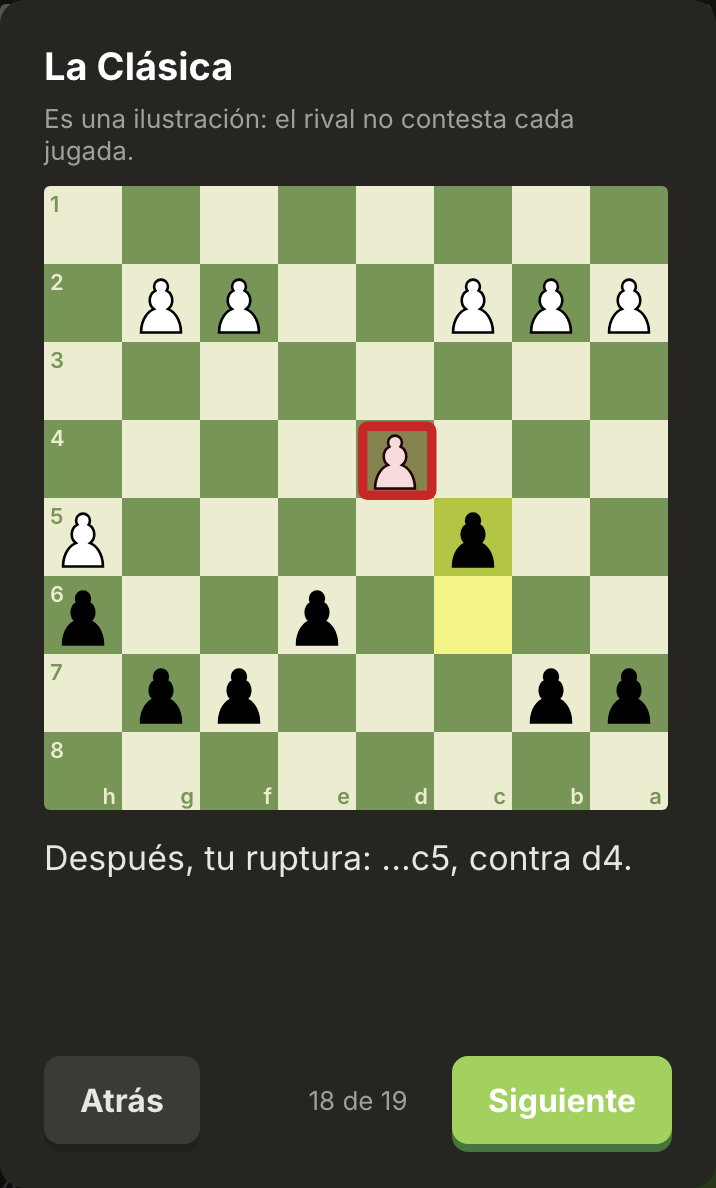 La Clásica
Es una ilustración: el rival no contesta cada
jugada.
1
2
3
4
5
6
7
8
h g f e d c b a
Después, tu ruptura: ...c5, contra d4.
Atrás
18 de 19
Siguiente